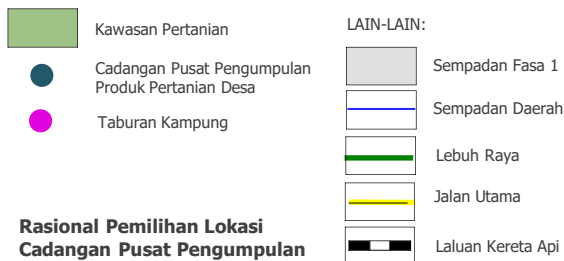 Kawasan Pertanian
Cadangan Pusat Pengumpulan
Produk Pertanian Desa
Taburan Kampung
Rasional Pemilihan Lokasi
Cadangan Pusat Pengumpulan
LAIN-LAIN:
Sempadan Fasa 1
Sempadan Daerah
Lebuh Raya
Jalan Utama
Laluan Kereta Api